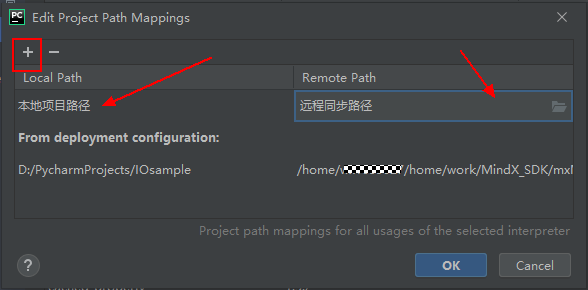 PC Edit Project Path Mappings
Local Path Remote Path
本地项目路径 远程同步路径
From deployment configuration:
D:/PycharmProjects/IOsample /home/ /home/work/MindX_SDK/mxM
Project path mappings for all usages of the selected interpreter
? OK Cancel